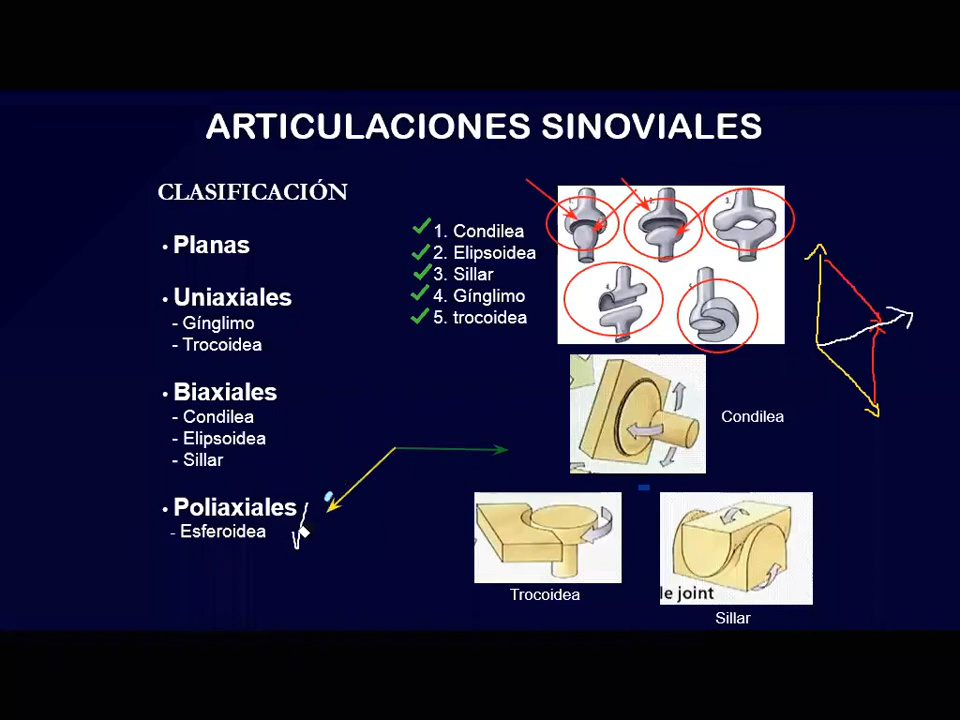 ARTICULACIONES SINOVIALES
CLASIFICACIÓN
• Planas
• Uniaxiales
- Gínglimo
- Trocoidea
• Biaxiales
- Condilea
- Elipsoidea
- Sillar
• Poliaxiales
- Esferoidea
1. Condilea
2. Elipsoidea
3. Sillar
4. Gínglimo
5. trocoidea
Condilea
Trocoidea
le joint
Sillar